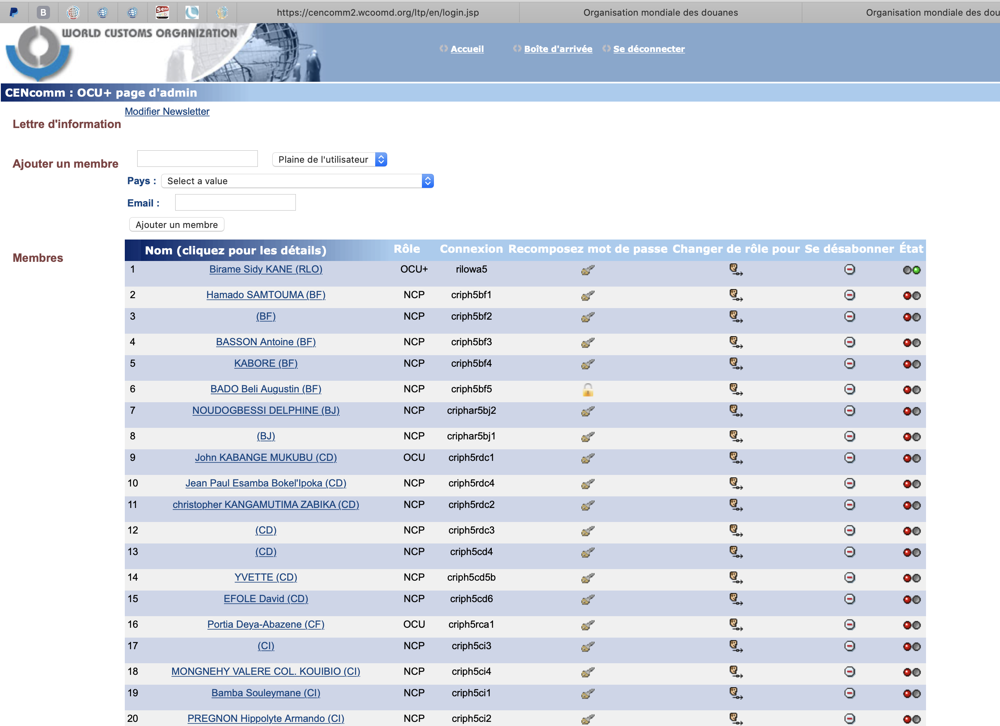 https://cencomm2.wcoomd.org/ltp/en/login.jsp Organisation mondiale des douanes Organisation mondiale des dou
WORLD CUSTOMS ORGANIZATION
Accueil Boîte d'arrivée Se déconnecter
CENcomm : OCU+ page d'admin
Modifier Newsletter
Lettre d'information
Ajouter un membre Plaine de l'utilisateur
Pays : Select a value
Email :
Ajouter un membre
Membres
Nom (cliquez pour les détails) Rôle Connexion Recomposez mot de passe Changer de rôle pour Se désabonner État
1 Birame Sidy KANE (RLO) OCU+ rilowa5
2 Hamado SAMTOUMA (BF) NCP criph5bf1
3 (BF) NCP criph5bf2
4 BASSON Antoine (BF) NCP criph5bf3
5 KABORE (BF) NCP criph5bf4
6 BADO Beli Augustin (BF) NCP criph5bf5
7 NOUDOGBESSI DELPHINE (BJ) NCP criphar5bj2
8 (BJ) NCP criphar5bj1
9 John KABANGE MUKUBU (CD) OCU criph5rdc1
10 Jean Paul Esamba Bokel'Ipoka (CD) NCP criph5rdc4
11 christopher KANGAMUTIMA ZABIKA (CD) NCP criph5rdc2
12 (CD) NCP criph5rdc3
13 (CD) NCP criph5cd4
14 YVETTE (CD) NCP criph5cd5b
15 EFOLE David (CD) NCP criph5cd6
16 Portia Deya-Abazene (CF) OCU criph5rca1
17 (CI) NCP criph5ci3
18 MONGNEHY VALERE COL. KOUIBIO (CI) NCP criph5ci4
19 Bamba Souleymane (CI) NCP criph5ci1
20 PREGNON Hippolyte Armando (CI) NCP criph5ci2